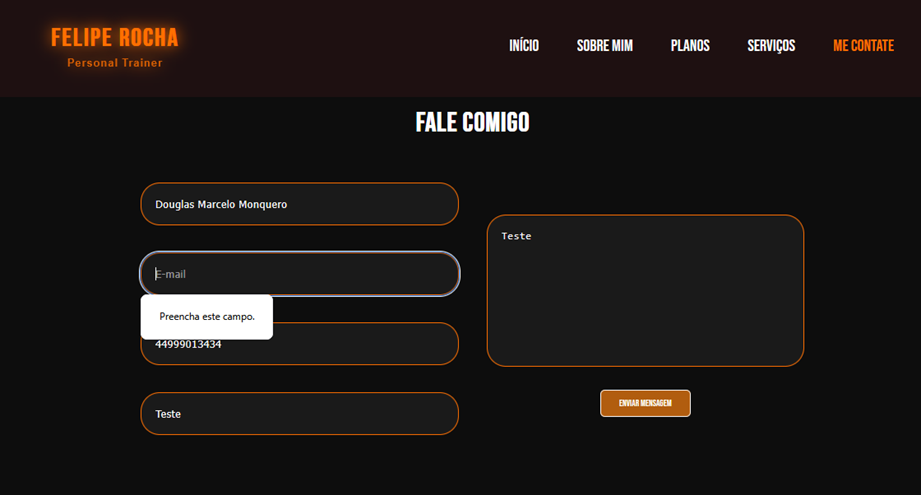 FELIPE ROCHA
Personal Trainer
INÍCIO
SOBRE MIM
PLANOS
SERVIÇOS
ME CONTATE
FALE COMIGO
Douglas Marcelo Monquero
E-mail
Preencha este campo.
44999013434
Teste
Teste
ENVIAR MENSAGEM